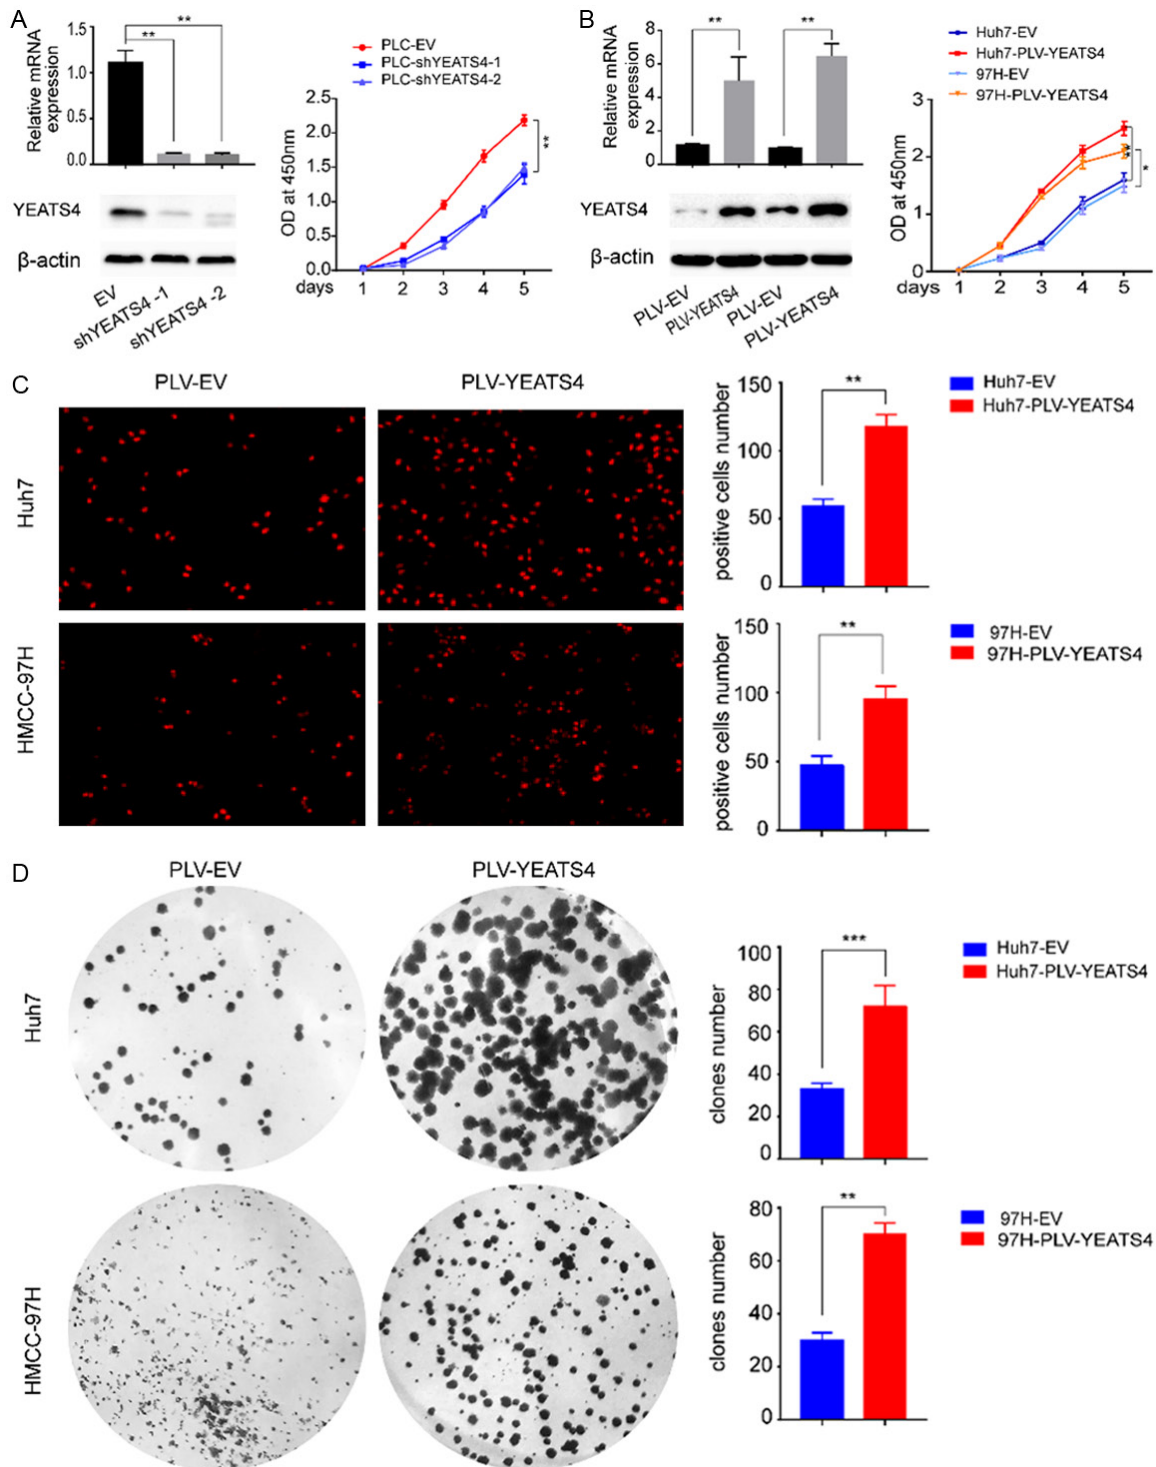 A
Relative mRNA
expression
1.5
1.0
0.5
0.0
**
**
YEATS4
β-actin
EV
shYEATS4 -1
shYEATS4 -2
PLC-EV
PLC-shYEATS4-1
PLC-shYEATS4-2
OD at 450nm
2.5
2.0
1.5
1.0
0.5
0.0
**
days 1 2 3 4 5
B
Relative mRNA
expression
8
6
4
2
0
**
**
YEATS4
β-actin
PLV-EV
PLV-YEATS4
PLV-EV
PLV-YEATS4
Huh7-EV
Huh7-PLV-YEATS4
97H-EV
97H-PLV-YEATS4
OD at 450nm
3
2
1
0
**
*
days 1 2 3 4 5
C
PLV-EV
PLV-YEATS4
Huh7
HMCC-97H
positive cells number
150
100
50
0
**
Huh7-EV
Huh7-PLV-YEATS4
positive cells number
150
100
50
0
**
97H-EV
97H-PLV-YEATS4
D
PLV-EV
PLV-YEATS4
Huh7
HMCC-97H
clones number
100
80
60
40
20
0
***
Huh7-EV
Huh7-PLV-YEATS4
clones number
80
60
40
20
0
**
97H-EV
97H-PLV-YEATS4